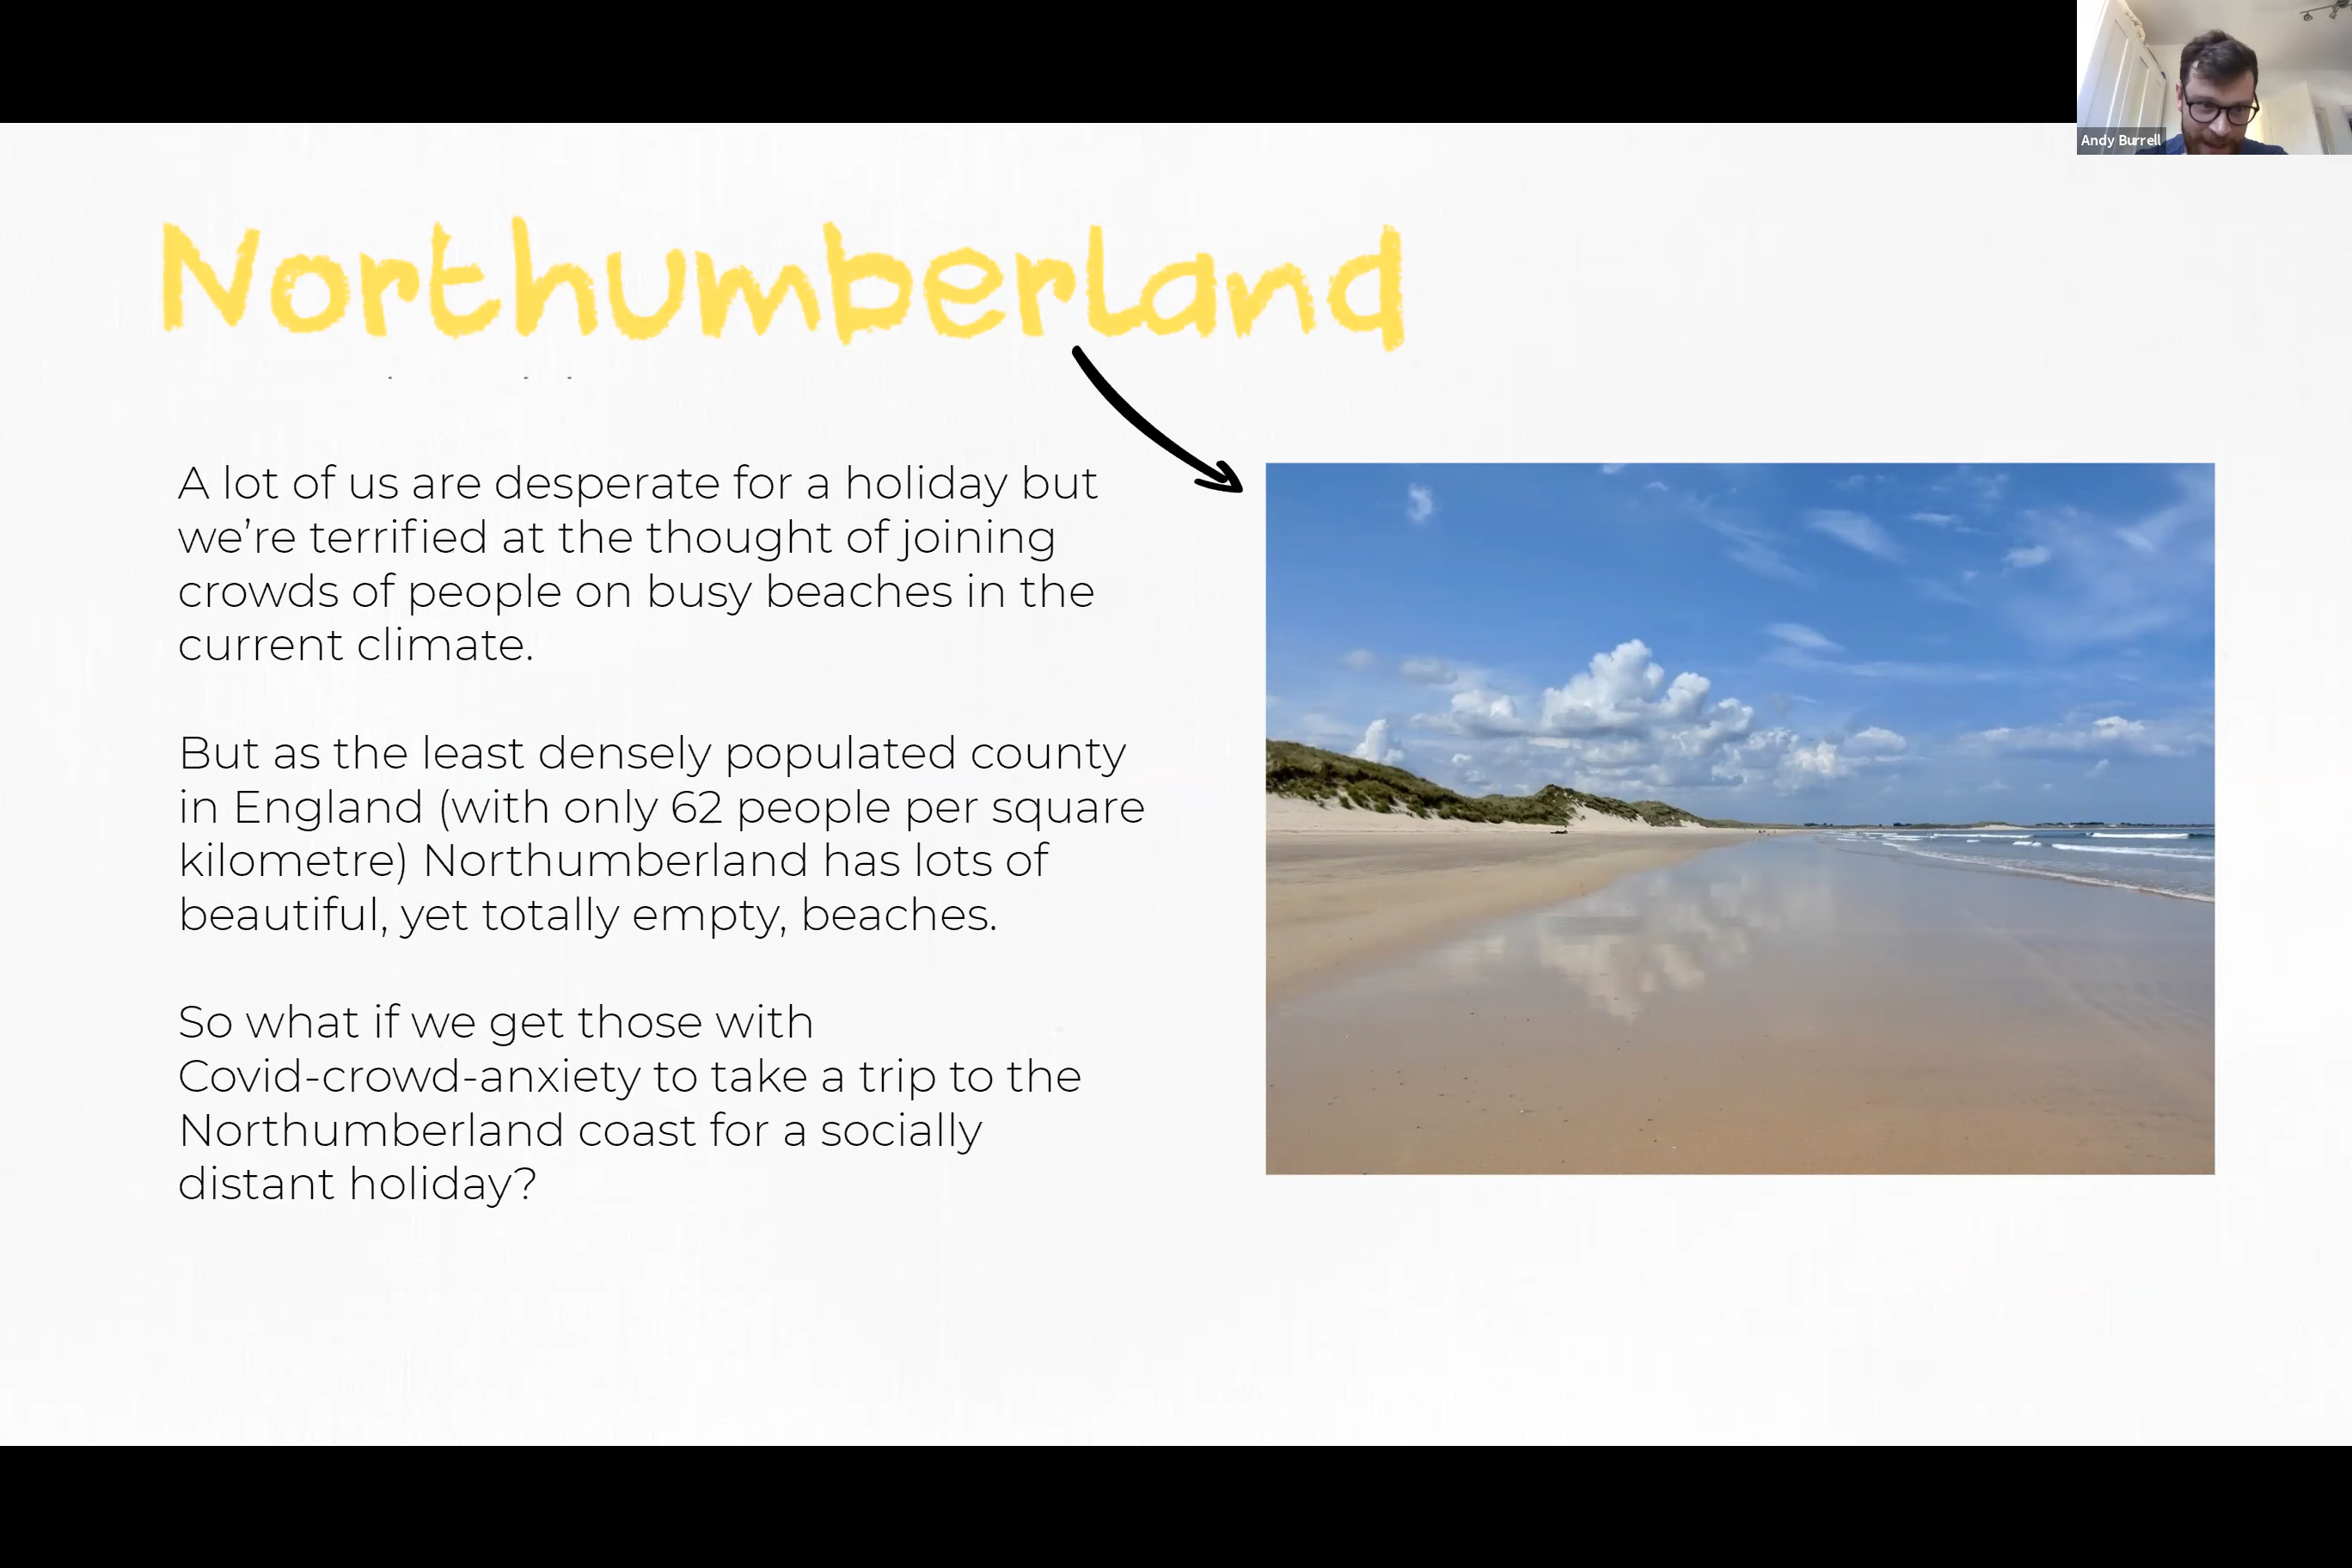 Andy Burrell
Northumberland
A lot of us are desperate for a holiday but
we’re terrified at the thought of joining
crowds of people on busy beaches in the
current climate.
But as the least densely populated county
in England (with only 62 people per square
kilometre) Northumberland has lots of
beautiful, yet totally empty, beaches.
So what if we get those with
Covid-crowd-anxiety to take a trip to the
Northumberland coast for a socially
distant holiday?